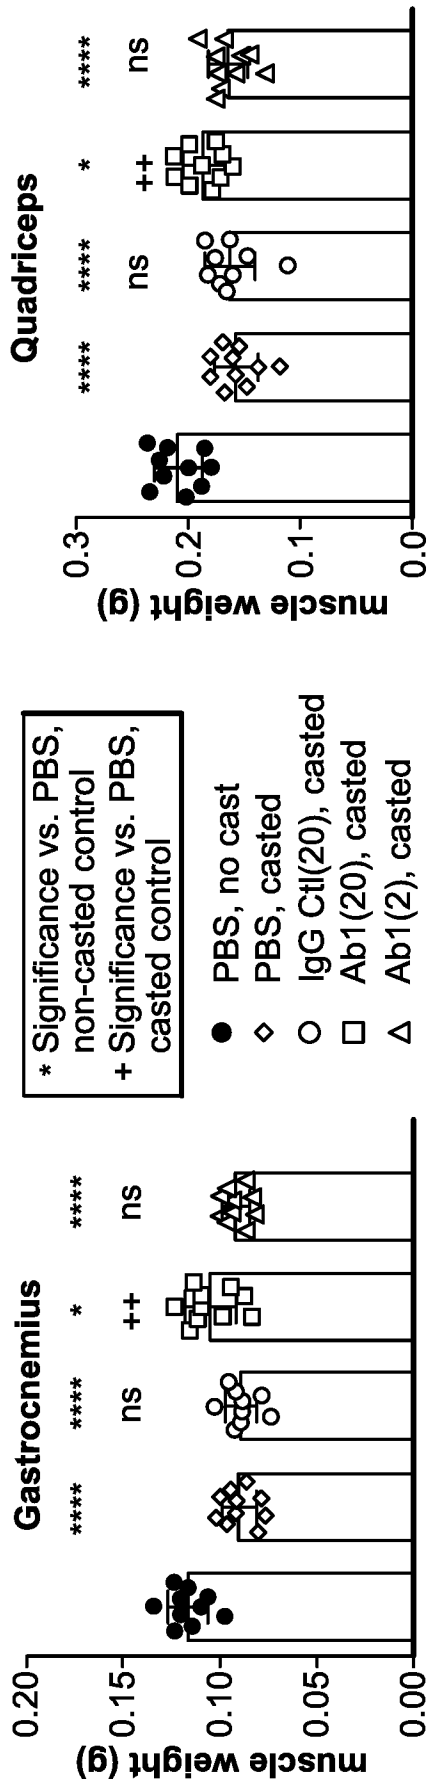 Gastrocnemius
**** **** * ****
ns ++ ns
0.20
0.15
0.10
0.05
0.00
muscle weight (g)
* Significance vs. PBS,
non-casted control
+ Significance vs. PBS,
casted control
PBS, no cast
PBS, casted
IgG Ctl(20), casted
Ab1(20), casted
Ab1(2), casted
Quadriceps
**** **** * ****
ns ++ ns
0.3
0.2
0.1
0.0
muscle weight (g)